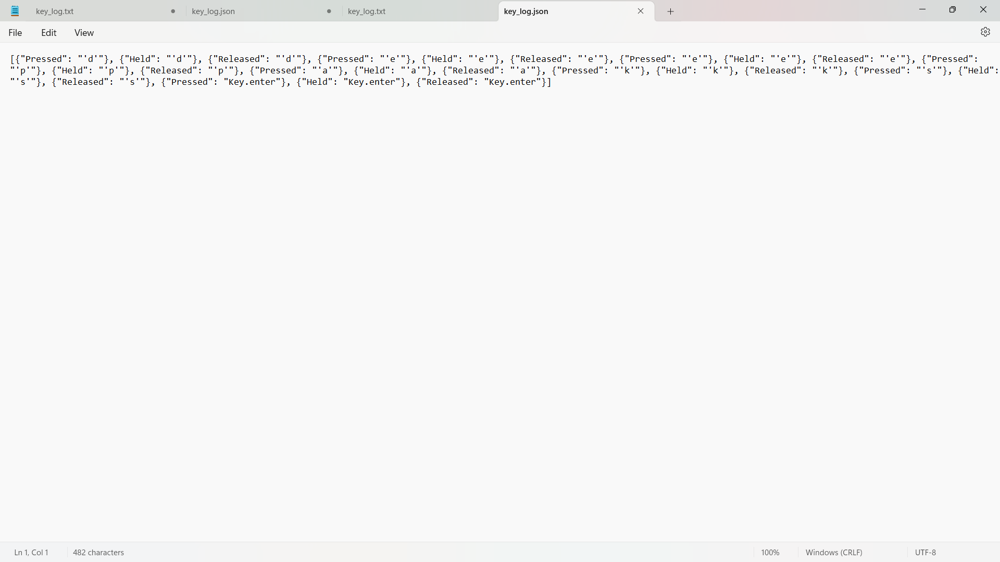 key_log.txt
key_log.json
key_log.txt
key_log.json
File Edit View
[{"Pressed": "'d'"}, {"Held": "'d'"}, {"Released": "'d'"}, {"Pressed": "'e'"}, {"Held": "'e'"}, {"Released": "'e'"}, {"Pressed": "'e'"}, {"Held": "'e'"}, {"Released": "'e'"}, {"Pressed":
"'p'"}, {"Held": "'p'"}, {"Released": "'p'"}, {"Pressed": "'a'"}, {"Held": "'a'"}, {"Released": "'a'"}, {"Pressed": "'k'"}, {"Held": "'k'"}, {"Released": "'k'"}, {"Pressed": "'s'"}, {"Held":
"'s'"}, {"Released": "'s'"}, {"Pressed": "Key.enter"}, {"Held": "Key.enter"}, {"Released": "Key.enter"}]
Ln 1, Col 1 482 characters 100% Windows (CRLF) UTF-8